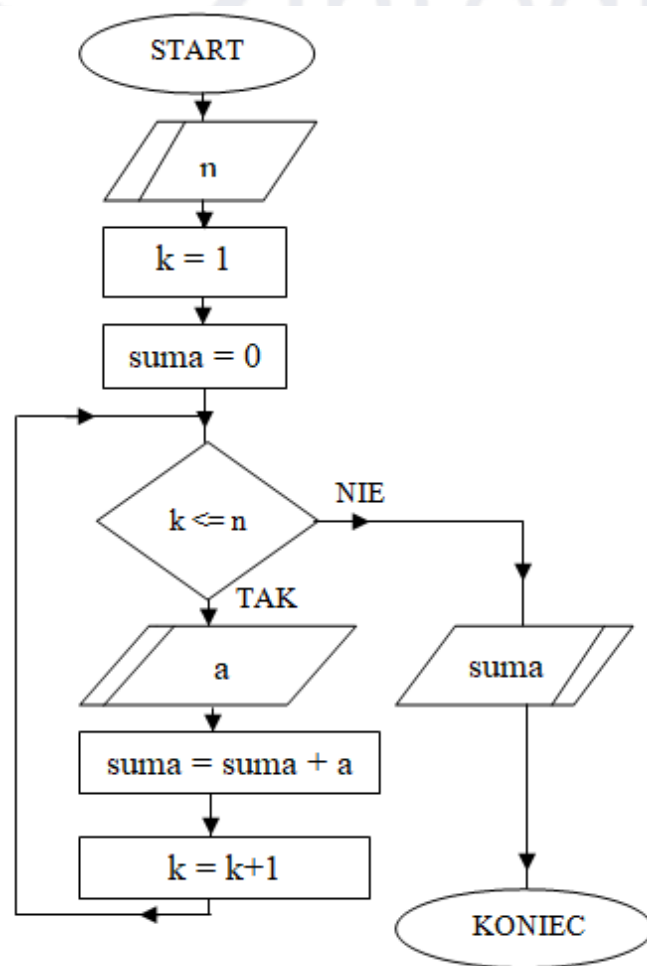 START
n
k = 1
suma = 0
k <= n
NIE
TAK
a
suma
suma = suma + a
k = k+1
KONIEC